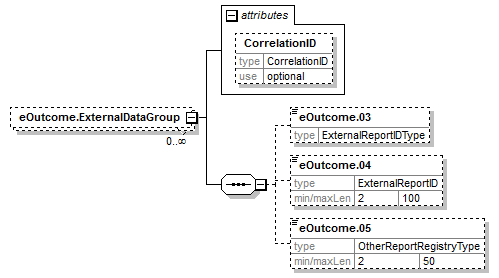 attributes
CorrelationID
type CorrelationID
use optional
eOutcome.ExternalDataGroup
0..∞
eOutcome.03
type ExternalReportIDType
eOutcome.04
type ExternalReportID
min/maxLen 2 100
eOutcome.05
type OtherReportRegistryType
min/maxLen 2 50